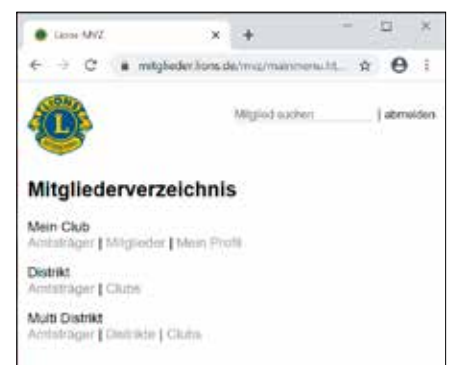 Lions MVZ
mitglieder.lions.de/mvz/mainmenu.ht...
LIONS
L
Mitglied suchen | abmelden
Mitgliederverzeichnis
Mein Club
Amtsträger | Mitglieder | Mein Profil
Distrikt
Amtsträger | Clubs
Multi Distrikt
Amtsträger | Distrikte | Clubs